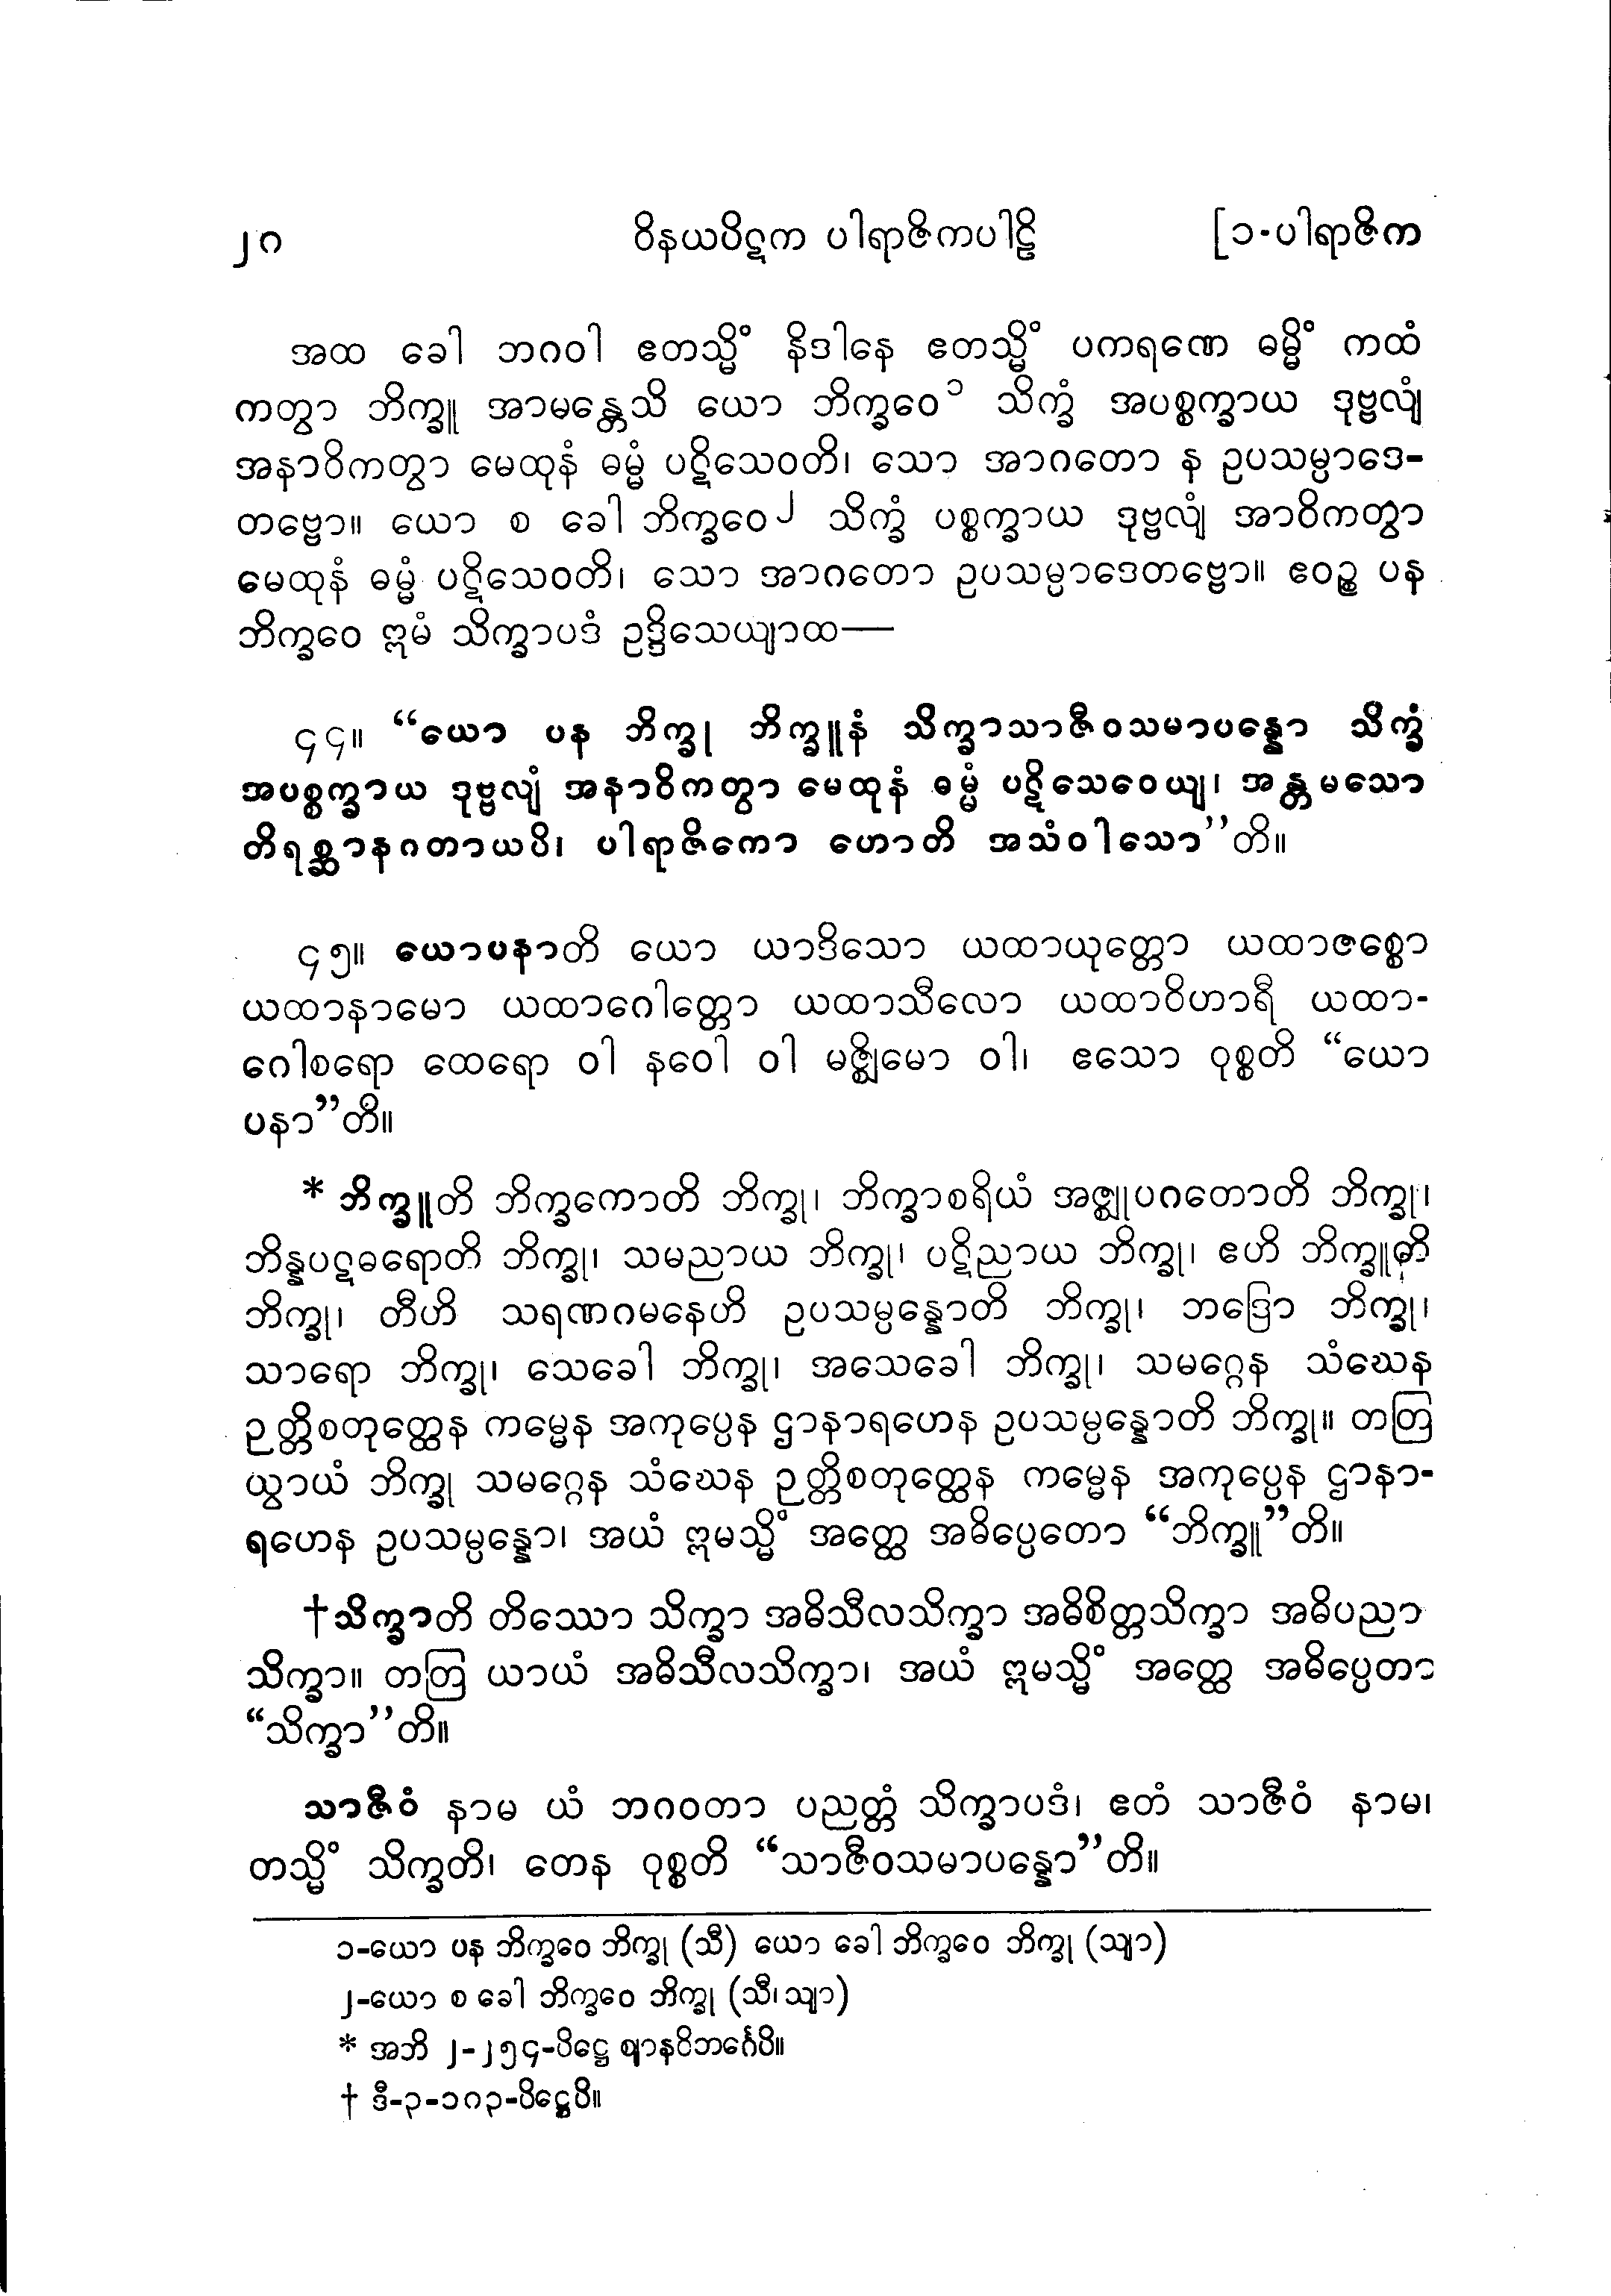 ၂၀ ဝိနယပိဋက ပါရာဇိကပါဠိ [၁-ပါရာဇိက
အထ ခေါ ဘဂဝါ ဧတသ္မိံ နိဒါနေ ဧတသ္မိံ ပကရဏေ ဓမ္မိံ ကထံ
ကတွာ ဘိက္ခူ အာမန္တေသိ ယော ဘိက္ခဝေ ၁ သိက္ခံ အပစ္စက္ခာယ ဒုဗ္ဗလျံ
အနာဝိကတွာ မေထုနံ ဓမ္မံ ပဋိသေဝတိ၊ သော အာဂတော န ဥပသမ္ပာဒေ-
တဗ္ဗော။ ယော စ ခေါ ဘိက္ခဝေ ၂ သိက္ခံ ပစ္စက္ခာယ ဒုဗ္ဗလျံ အာဝိကတွာ
မေထုနံ ဓမ္မံ ပဋိသေဝတိ၊ သော အာဂတော ဥပသမ္ပာဒေတဗ္ဗော။ ဧဝဉ္စ ပန
ဘိက္ခဝေ ဣမံ သိက္ခာပဒံ ဥဒ္ဒိသေယျာထ—
၄၄။ “ယော ပန ဘိက္ခု ဘိက္ခူနံ သိက္ခာသာဇီဝသမာပန္နော သိက္ခံ
အပစ္စက္ခာယ ဒုဗ္ဗလျံ အနာဝိကတွာ မေထုနံ ဓမ္မံ ပဋိသေဝေယျ၊ အန္တမသော
တိရစ္ဆာနဂတာယပိ၊ ပါရာဇိကော ဟောတိ အသံဝါသော”တိ။
၄၅။ ယောပနာတိ ယော ယာဒိသော ယထာယုတ္တော ယထာဇစ္စော
ယထာနာမော ယထာဂေါတ္တော ယထာသီလော ယထာဝိဟာရီ ယထာ-
ဂေါစရော ထေရော ဝါ နဝေါ ဝါ မဇ္ဈိမော ဝါ၊ ဧသော ဝုစ္စတိ “ယော
ပနာ”တိ။
* ဘိက္ခူတိ ဘိက္ခကောတိ ဘိက္ခု၊ ဘိက္ခာစရိယံ အဇ္ဈုပဂတောတိ ဘိက္ခု၊
ဘိန္နပဋဓရောတိ ဘိက္ခု၊ သမညာယ ဘိက္ခု၊ ပဋိညာယ ဘိက္ခု၊ ဧဟိ ဘိက္ခူတိ
ဘိက္ခု၊ တီဟိ သရဏဂမနေဟိ ဥပသမ္ပန္နောတိ ဘိက္ခု၊ ဘဒြော ဘိက္ခု၊
သာရော ဘိက္ခု၊ သေခေါ ဘိက္ခု၊ အသေခေါ ဘိက္ခု၊ သမဂ္ဂေန သံဃေန
ဉတ္တိစတုတ္ထေန ကမ္မေန အကုပ္ပေန ဌာနာရဟေန ဥပသမ္ပန္နောတိ ဘိက္ခု။ တတြ
ယွာယံ ဘိက္ခု သမဂ္ဂေန သံဃေန ဉတ္တိစတုတ္ထေန ကမ္မေန အကုပ္ပေန ဌာနာ-
ရဟေန ဥပသမ္ပန္နော၊ အယံ ဣမသ္မိံ အတ္ထေ အဓိပ္ပေတော “ဘိက္ခူ”တိ။
†သိက္ခာတိ တိဿော သိက္ခာ အဓိသီလသိက္ခာ အဓိစိတ္တသိက္ခာ အဓိပညာ
သိက္ခာ။ တတြ ယာယံ အဓိသီလသိက္ခာ၊ အယံ ဣမသ္မိံ အတ္ထေ အဓိပ္ပေတာ
“သိက္ခာ”တိ။
သာဇီဝံ နာမ ယံ ဘဂဝတာ ပညတ္တံ သိက္ခာပဒံ၊ ဧတံ သာဇီဝံ နာမ၊
တသ္မိံ သိက္ခတိ၊ တေန ဝုစ္စတိ “သာဇီဝသမာပန္နော”တိ။
၁-ယော ပန ဘိက္ခဝေ ဘိက္ခု (သီ) ယော ခေါ ဘိက္ခဝေ ဘိက္ခု (သျာ)
၂-ယော စ ခေါ ဘိက္ခဝေ ဘိက္ခု (သီ၊သျာ)
* အဘိ ၂-၂၅၄-ပိဋ္ဌေ ဈာနဝိဘင်္ဂေပိ။
† ဒီ-၃-၁၀၃-ပိဋ္ဌေပိ။